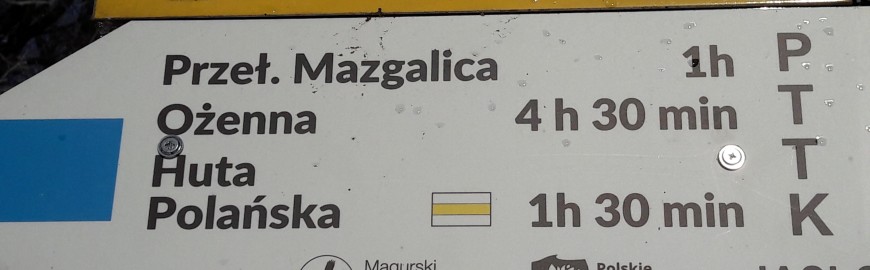 Przeł. Mazgalica 1h
Ożenna 4 h 30 min
Huta
Polańska 1h 30 min
P
T
T
K
Magurski
Polskie